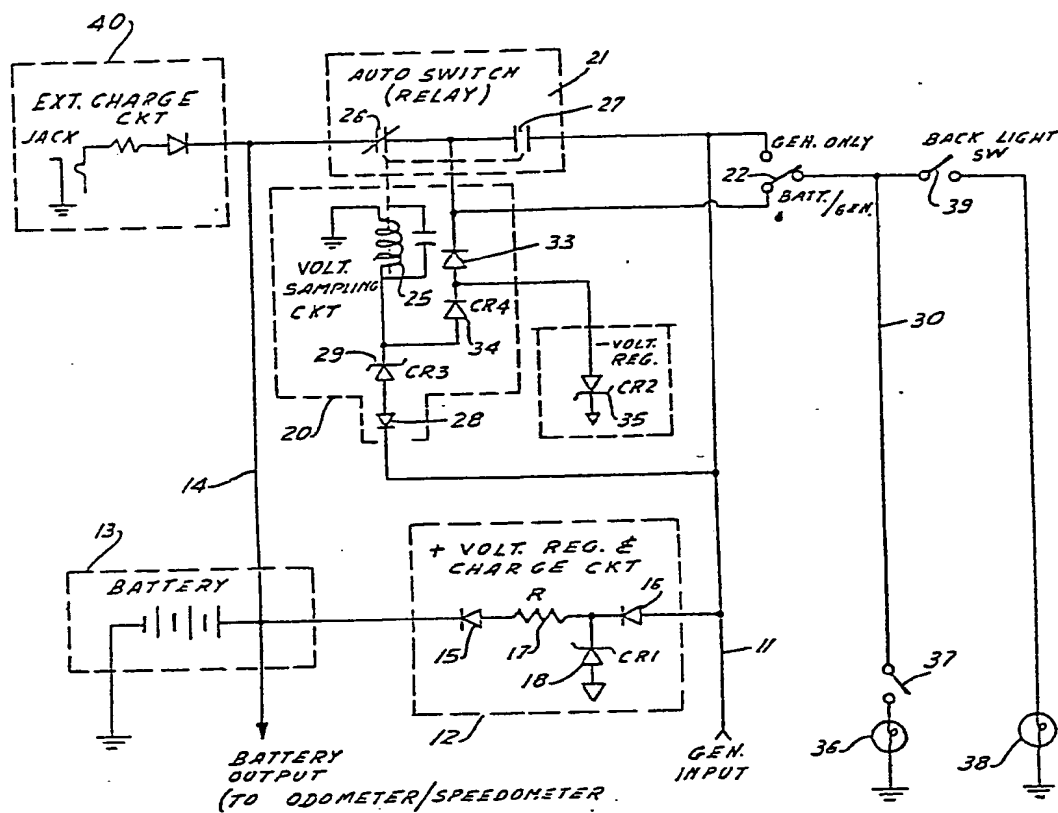 40
EXT. CHARGE
CKT
JACK
AUTO SWITCH
(RELAY)
21
26
27
GEN. ONLY
22
BATT./GEN.
BACK LIGHT
SW
39
VOLT.
SAMPLING
CKT
25
33
CR4
34
29
CR3
28
20
-VOLT.
REG.
CR2
35
30
14
13
BATTERY
+ VOLT. REG. &
CHARGE CKT
R
16
15
17
18
CR1
12
11
GEN.
INPUT
37
36
38
BATTERY
OUTPUT
(TO ODOMETER/SPEEDOMETER